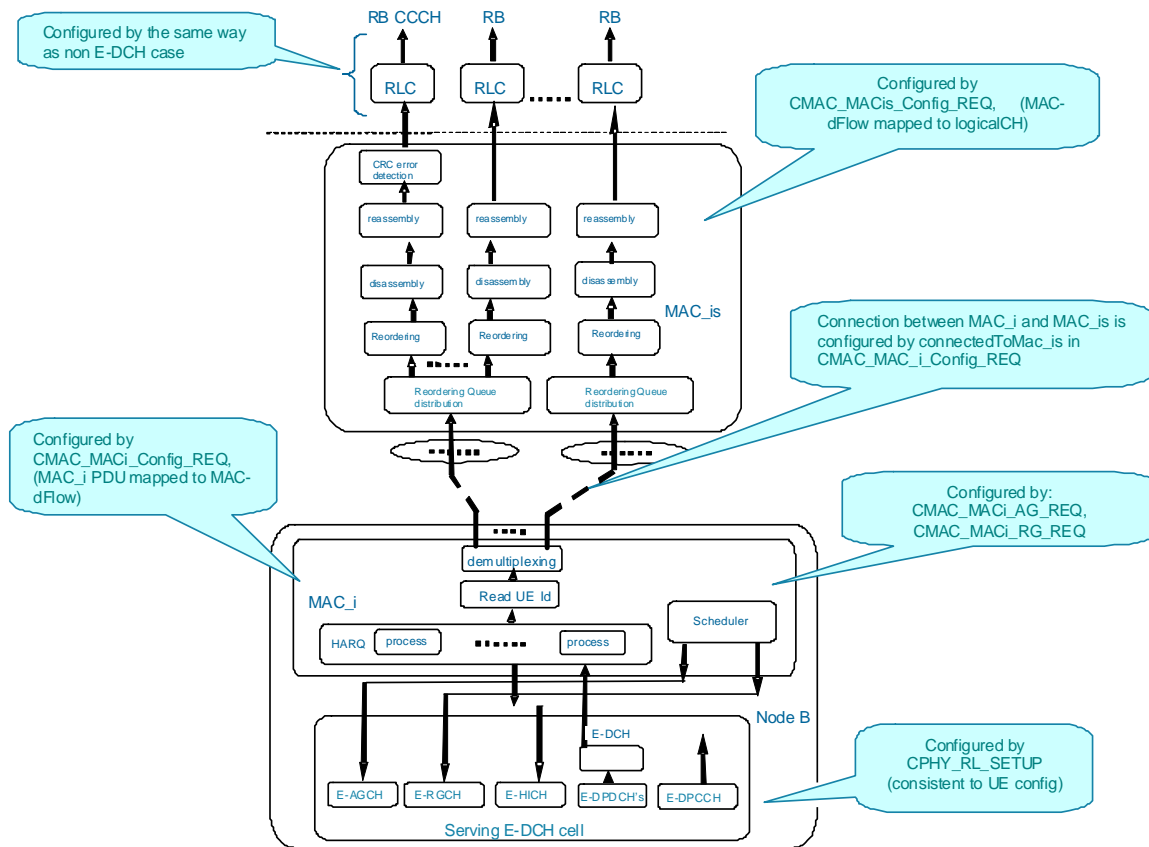 RB CCCH RB RB
Configured by the same way
as non E-DCH case
RLC RLC RLC
Configured by
CMAC_MACis_Config_REQ, (MAC-
dFlow mapped to logicalCH)
CRC error
detection
reassembly reassembly reassembly
disassembly disassembly disassembly
MAC_is
Reordering Reordering Reordering
Connection between MAC_i and MAC_is is
configured by connectedToMac_is in
CMAC_MAC_i_Config_REQ
Reordering Queue
distribution
Reordering Queue
distribution
Configured by
CMAC_MACi_Config_REQ,
(MAC_i PDU mapped to MAC-
dFlow)
Configured by:
CMAC_MACi_AG_REQ,
CMAC_MACi_RG_REQ
demultiplexing
Read UE Id
MAC_i
Scheduler
HARQ process process
Node B
E-DCH
Configured by
CPHY_RL_SETUP
(consistent to UE config)
E-AGCH E-RGCH E-HICH E-DPDCH's E-DPCCH
Serving E-DCH cell